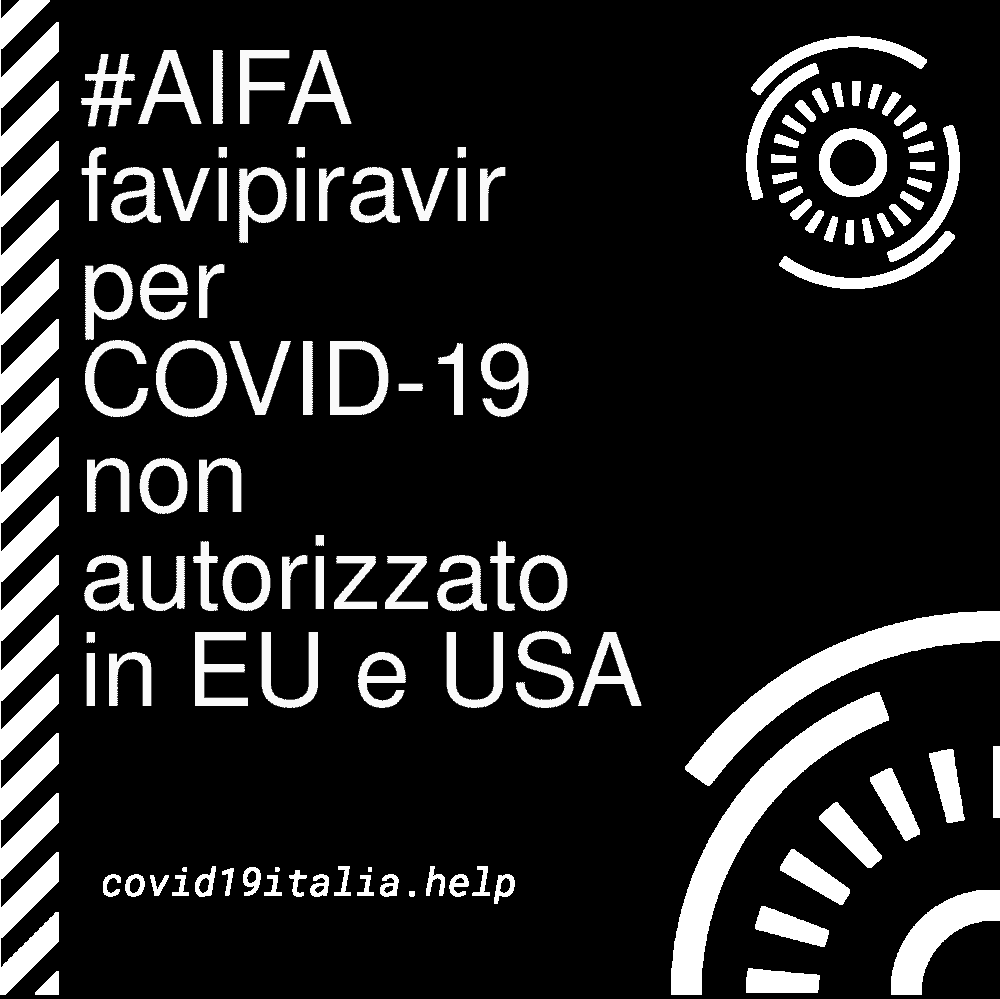 #AIFA
favipiravir
per
COVID-19
non
autorizzato
in EU e USA
covid19italia.help